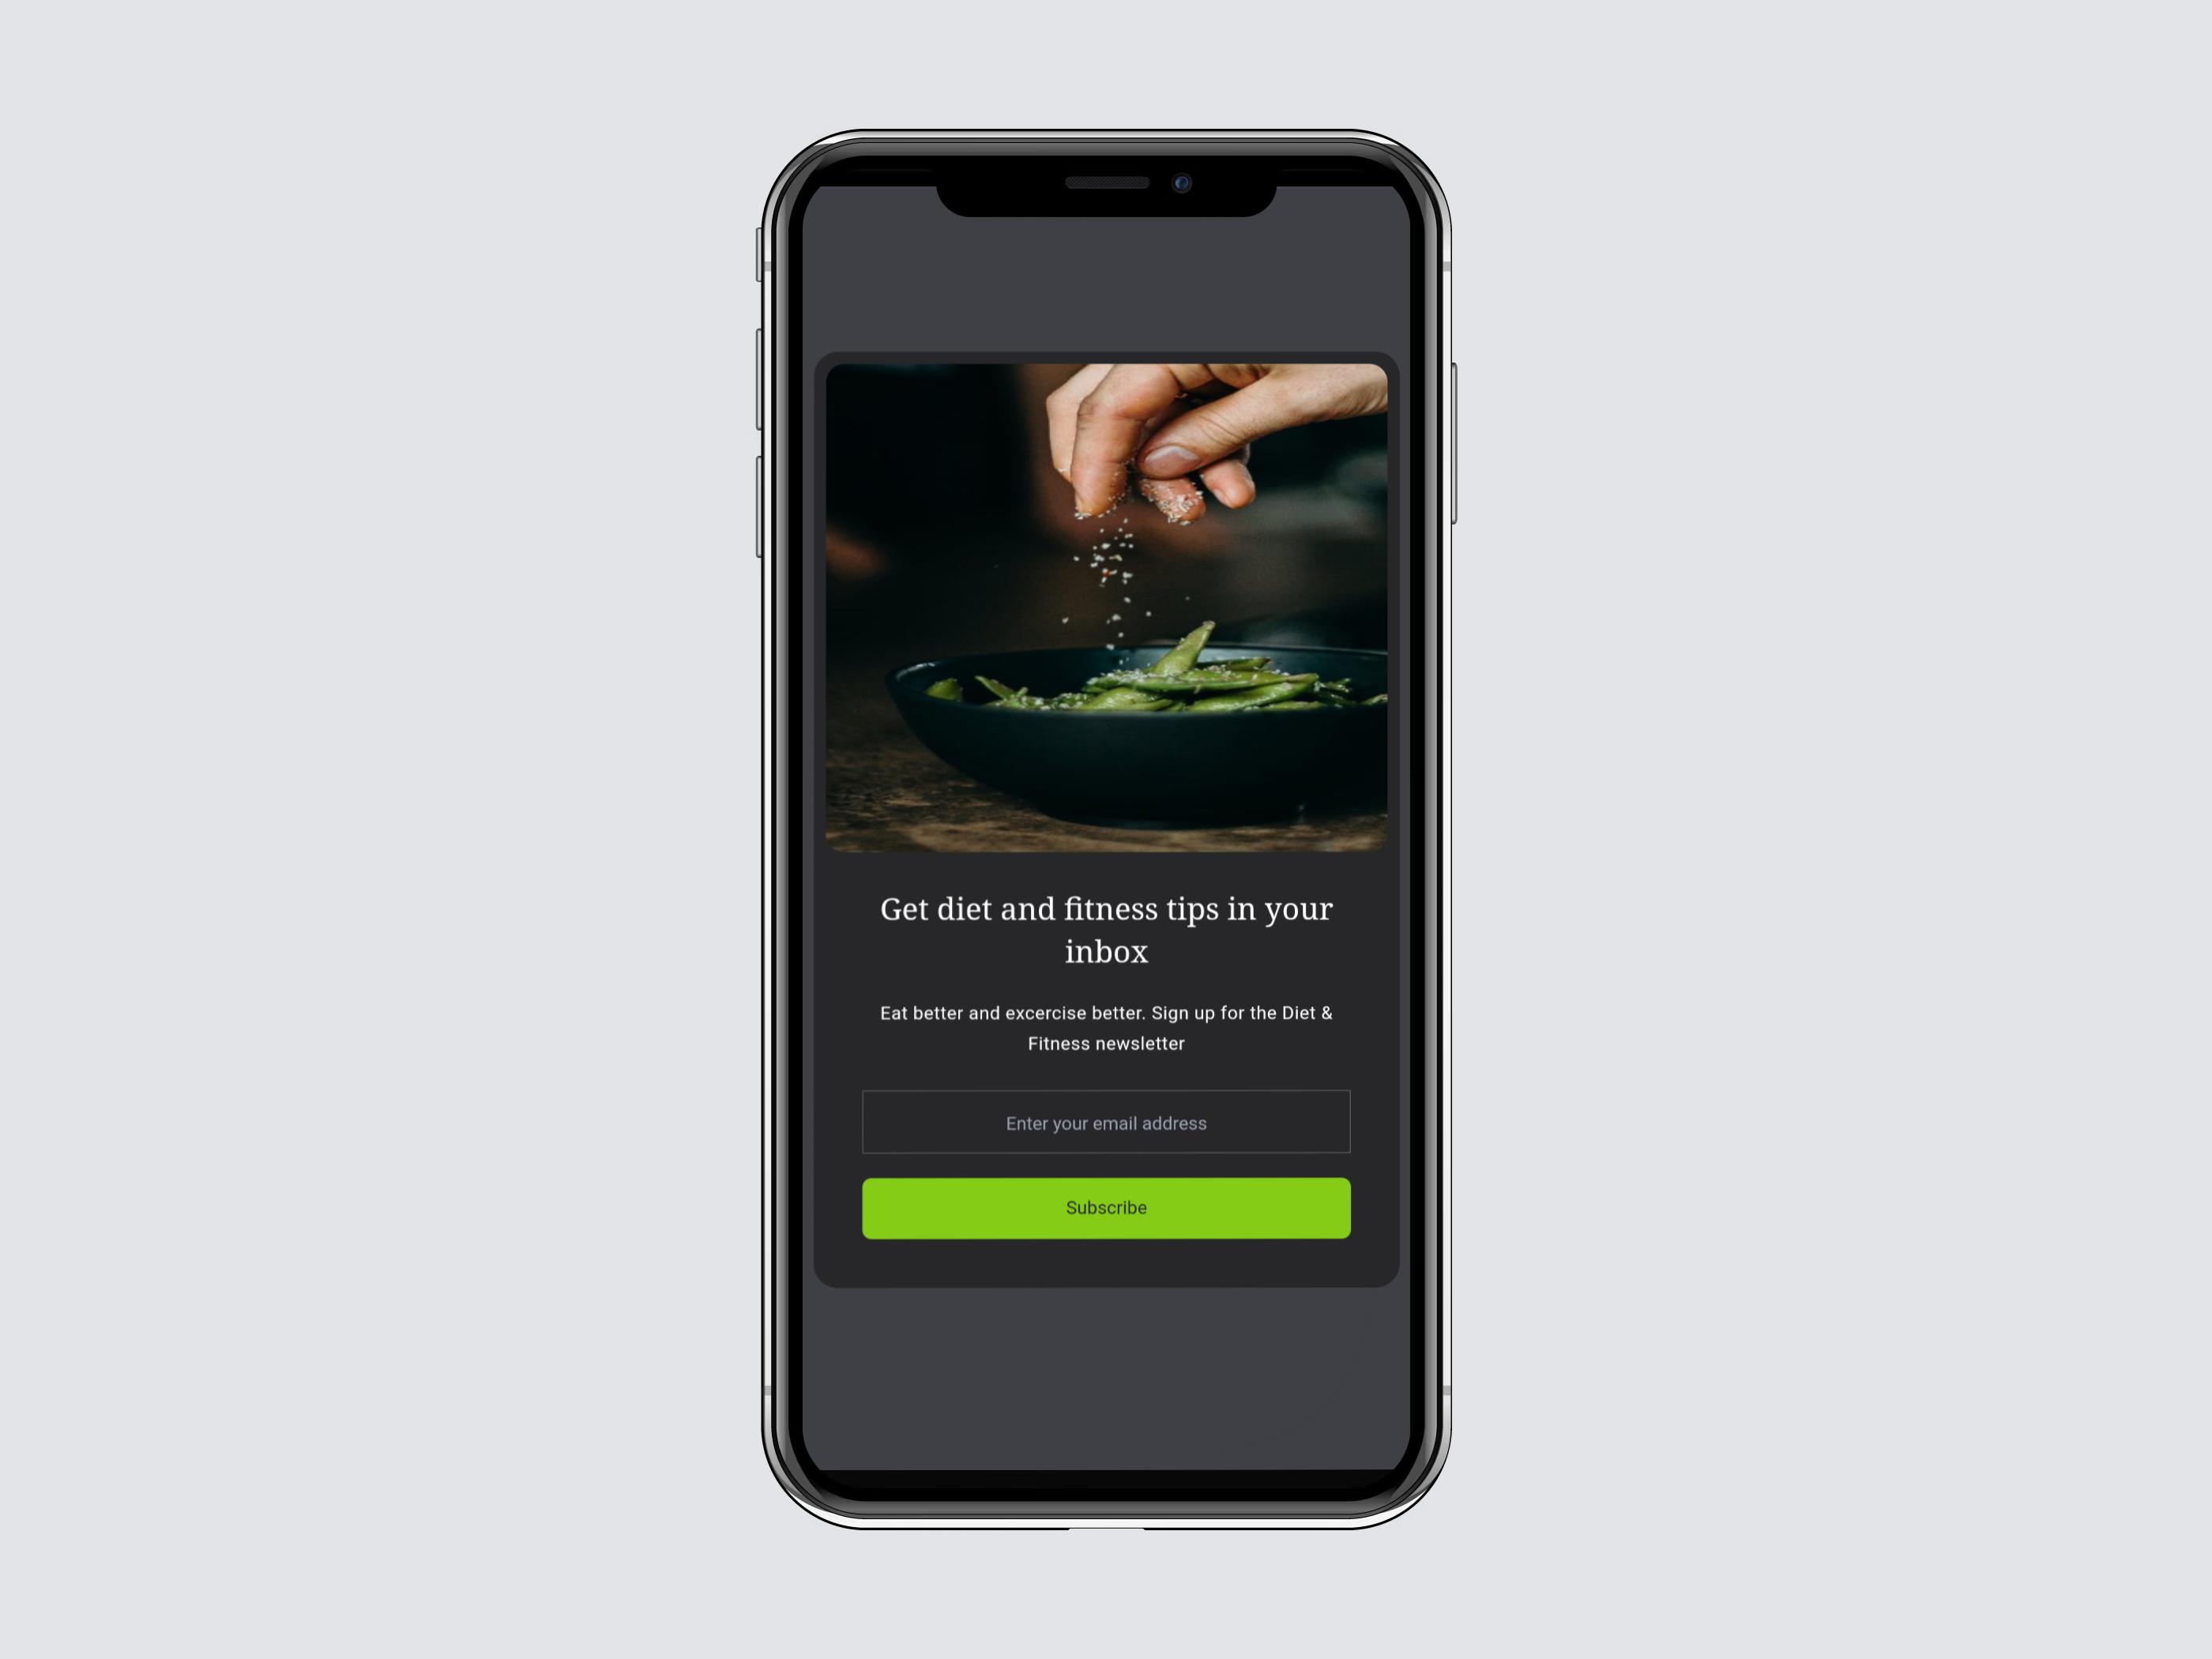 Get diet and fitness tips in your
inbox
Eat better and excercise better. Sign up for the Diet &
Fitness newsletter
Enter your email address
Subscribe